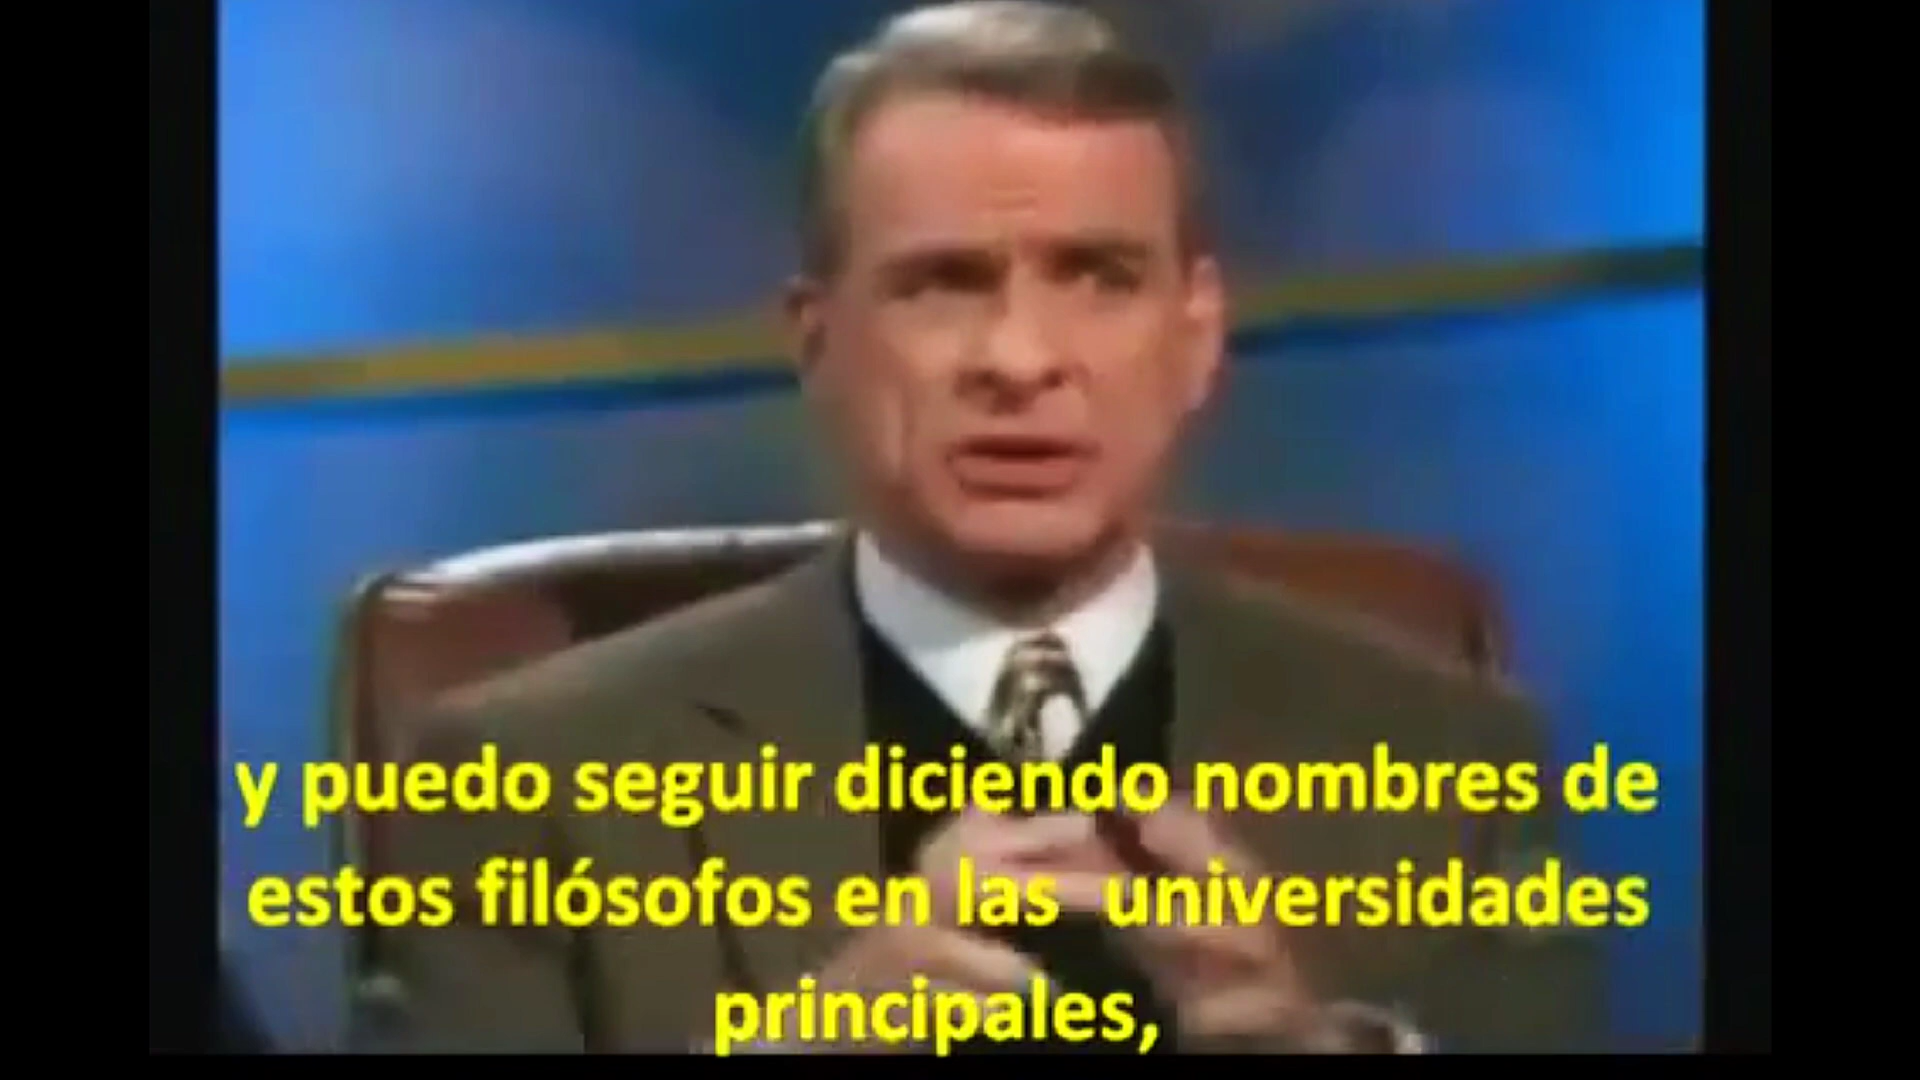 y puedo seguir diciendo nombres de
estos filósofos en las universidades
principales,